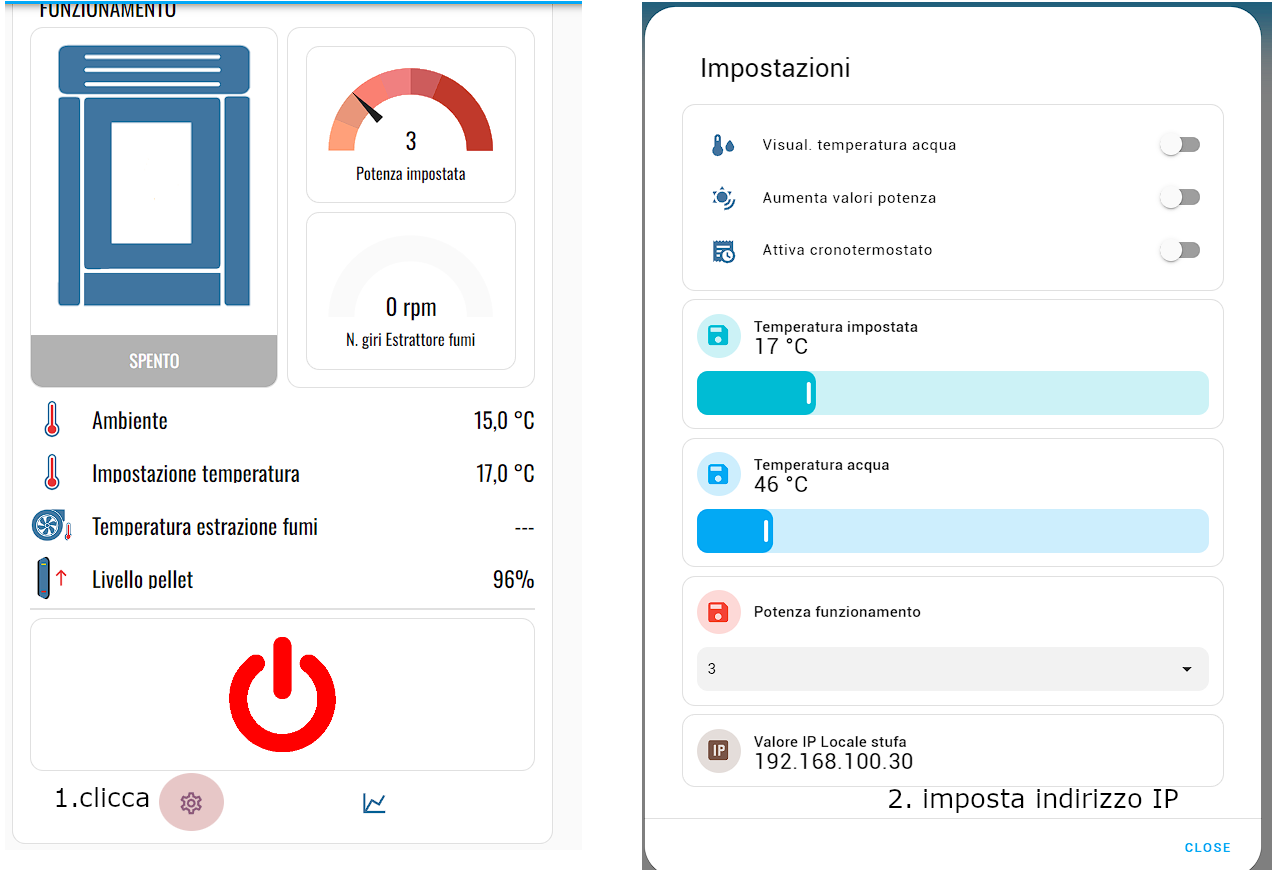 FUNZIONAMENTO
3
Potenza impostata
0 rpm
N. giri Estrattore fumi
SPENTO
Ambiente 15,0 °C
Impostazione temperatura 17,0 °C
Temperatura estrazione fumi ---
Livello pellet 96%
1.clicca
Impostazioni
Visual. temperatura acqua
Aumenta valori potenza
Attiva cronotermostato
Temperatura impostata
17 °C
Temperatura acqua
46 °C
Potenza funzionamento
3
IP
Valore IP Locale stufa
192.168.100.30
2. imposta indirizzo IP
CLOSE